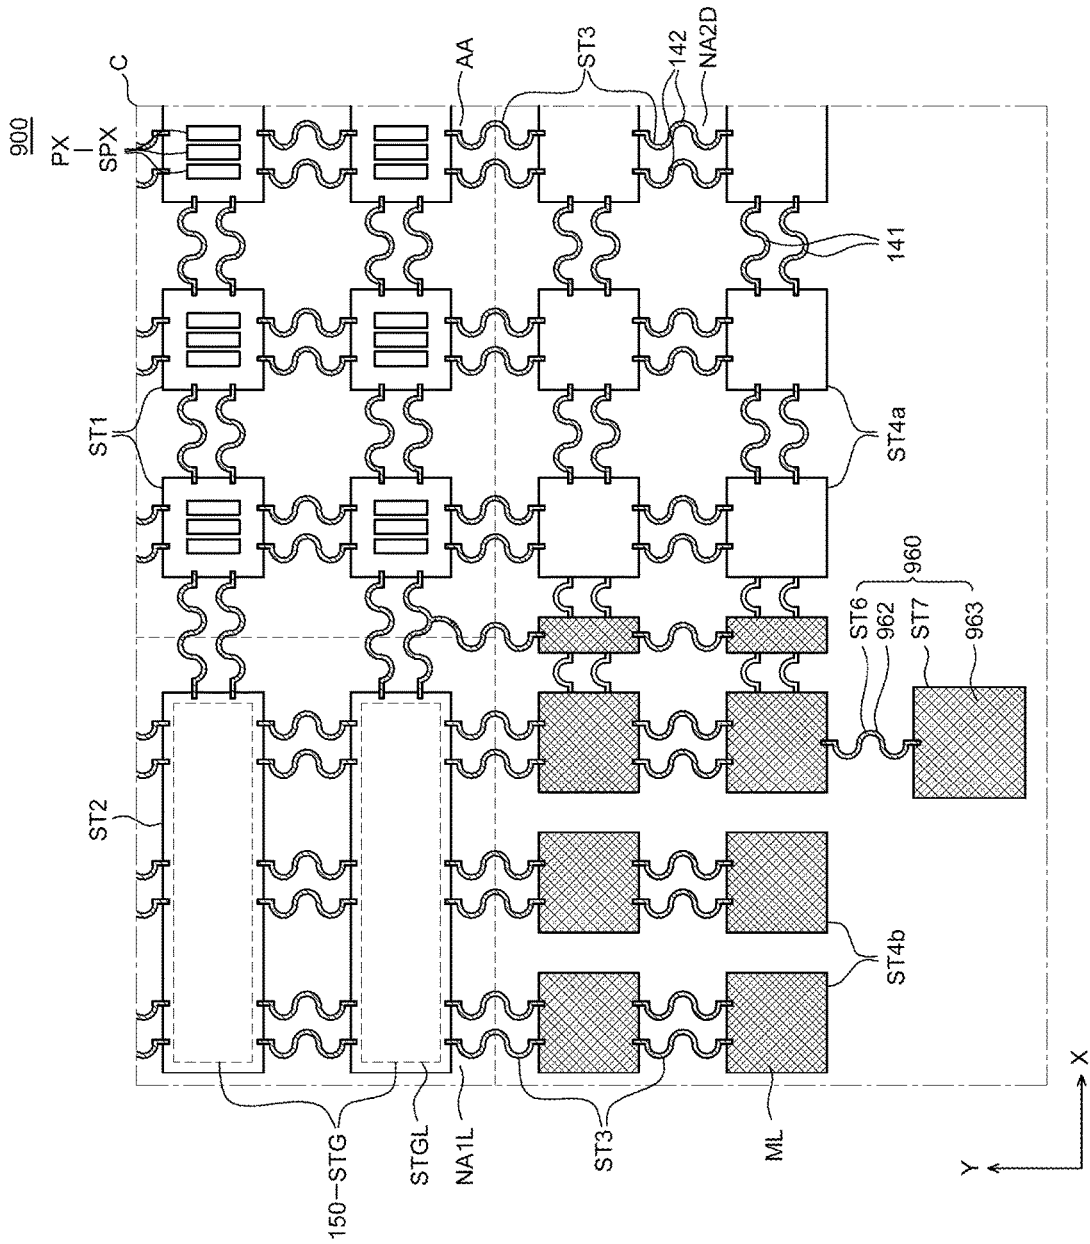 900
PX
SPX
C
ST1
ST2
150
STG
STGL
NA1L
AA
ST3
142
NA2D
141
ST4a
960
ST6
962
ST7
963
ST3
ST4b
ML
Y
X